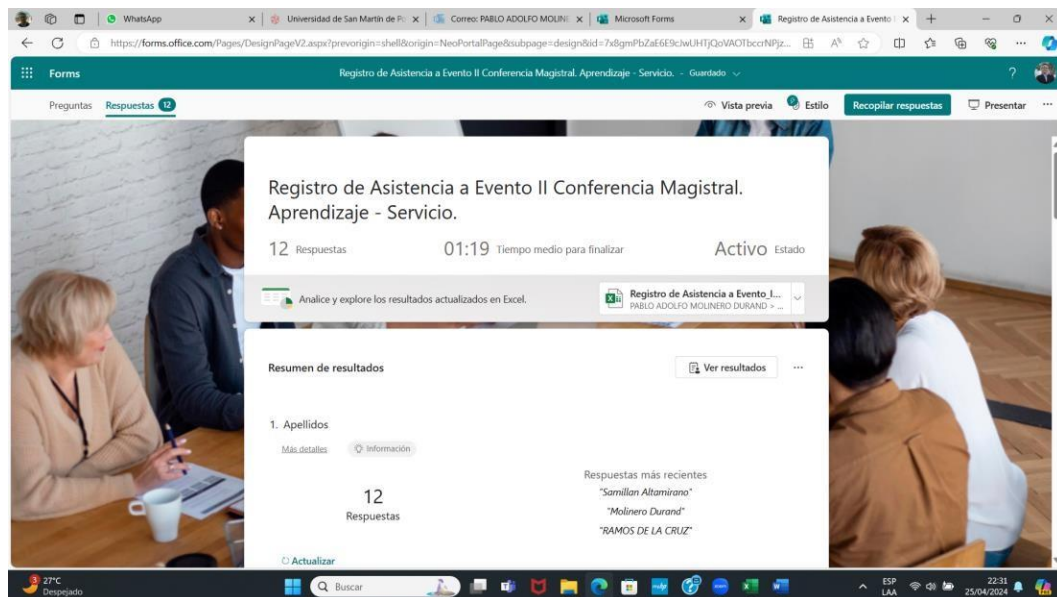 WhatsApp
Universidad de San Martín de Po
Correo: PABLO ADOLFO MOLINE
Microsoft Forms
Registro de Asistencia a Evento I
https://forms.office.com/Pages/DesignPageV2.aspx?prevorigin=shell&origin=NeoPortalPage&subpage=design&id=
Forms
Registro de Asistencia a Evento II Conferencia Magistral. Aprendizaje - Servicio. - Guardado
?
Preguntas Respuestas 12
Vista previa Estilo Recopilar respuestas Presentar ...
Registro de Asistencia a Evento II Conferencia Magistral.
Aprendizaje - Servicio.
12 Respuestas 01:19 Tiempo medio para finalizar Activo Estado
Analice y explore los resultados actualizados en Excel.
Registro de Asistencia a Evento_I...
PABLO ADOLFO MOLINERO DURAND > ...
Resumen de resultados
Ver resultados ...
1. Apellidos
Más detalles Información
12
Respuestas
Respuestas más recientes
"Samillan Altamirano"
"Molinero Durand"
"RAMOS DE LA CRUZ"
Actualizar
3
27°C
Despejado
Buscar
ESP
LAA
22:31
25/04/2024